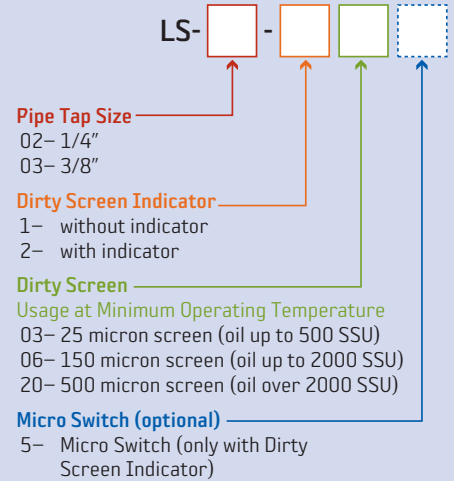 LS- -
Pipe Tap Size
02– 1/4"
03– 3/8"
Dirty Screen Indicator
1– without indicator
2– with indicator
Dirty Screen
Usage at Minimum Operating Temperature
03– 25 micron screen (oil up to 500 SSU)
06– 150 micron screen (oil up to 2000 SSU)
20– 500 micron screen (oil over 2000 SSU)
Micro Switch (optional)
5– Micro Switch (only with Dirty
Screen Indicator)